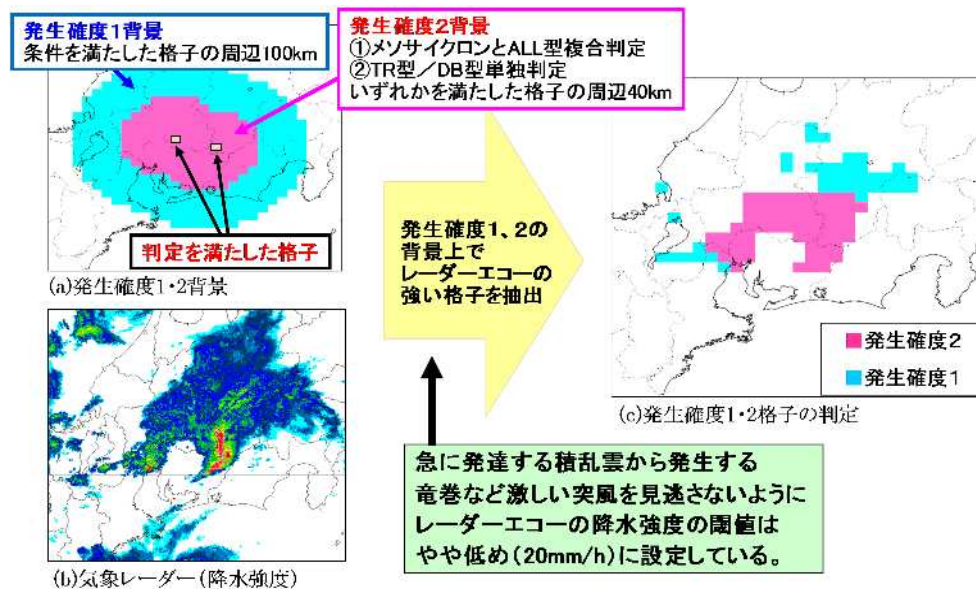 発生確度1背景
条件を満たした格子の周辺100km
発生確度2背景
①メソサイクロンとALL型複合判定
②TR型／DB型単独判定
いずれかを満たした格子の周辺40km
判定を満たした格子
(a)発生確度1・2背景
発生確度1、2の
背景上で
レーダーエコーの
強い格子を抽出
発生確度2
発生確度1
(c)発生確度1・2格子の判定
急に発達する積乱雲から発生する
竜巻など激しい突風を見逃さないように
レーダーエコーの降水強度の閾値は
やや低め（20mm/h）に設定している。
(b)気象レーダー（降水強度）